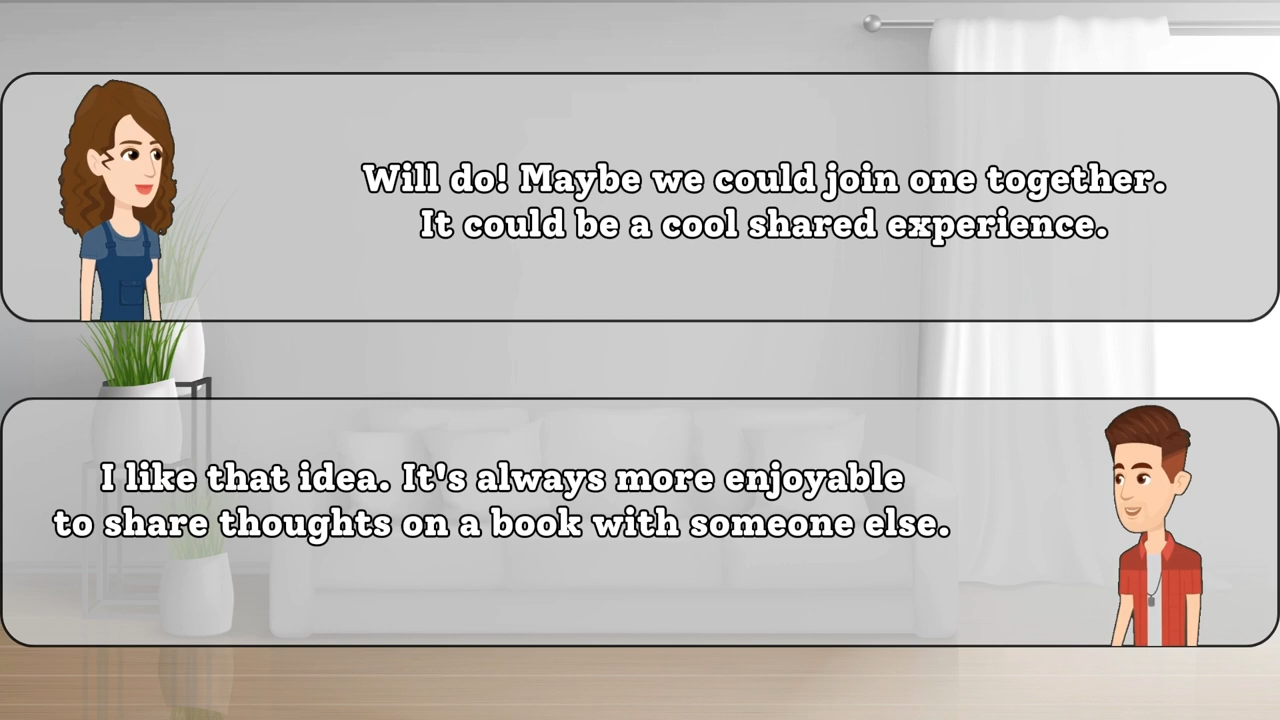 Will do! Maybe we could join one together.
It could be a cool shared experience.
I like that idea. It's always more enjoyable
to share thoughts on a book with someone else.